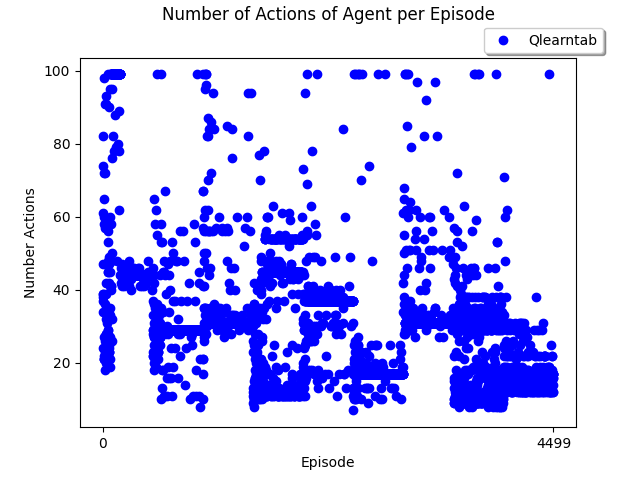 Number of Actions of Agent per Episode
Qlearntab
100
80
60
40
20
Number Actions
0
4499
Episode